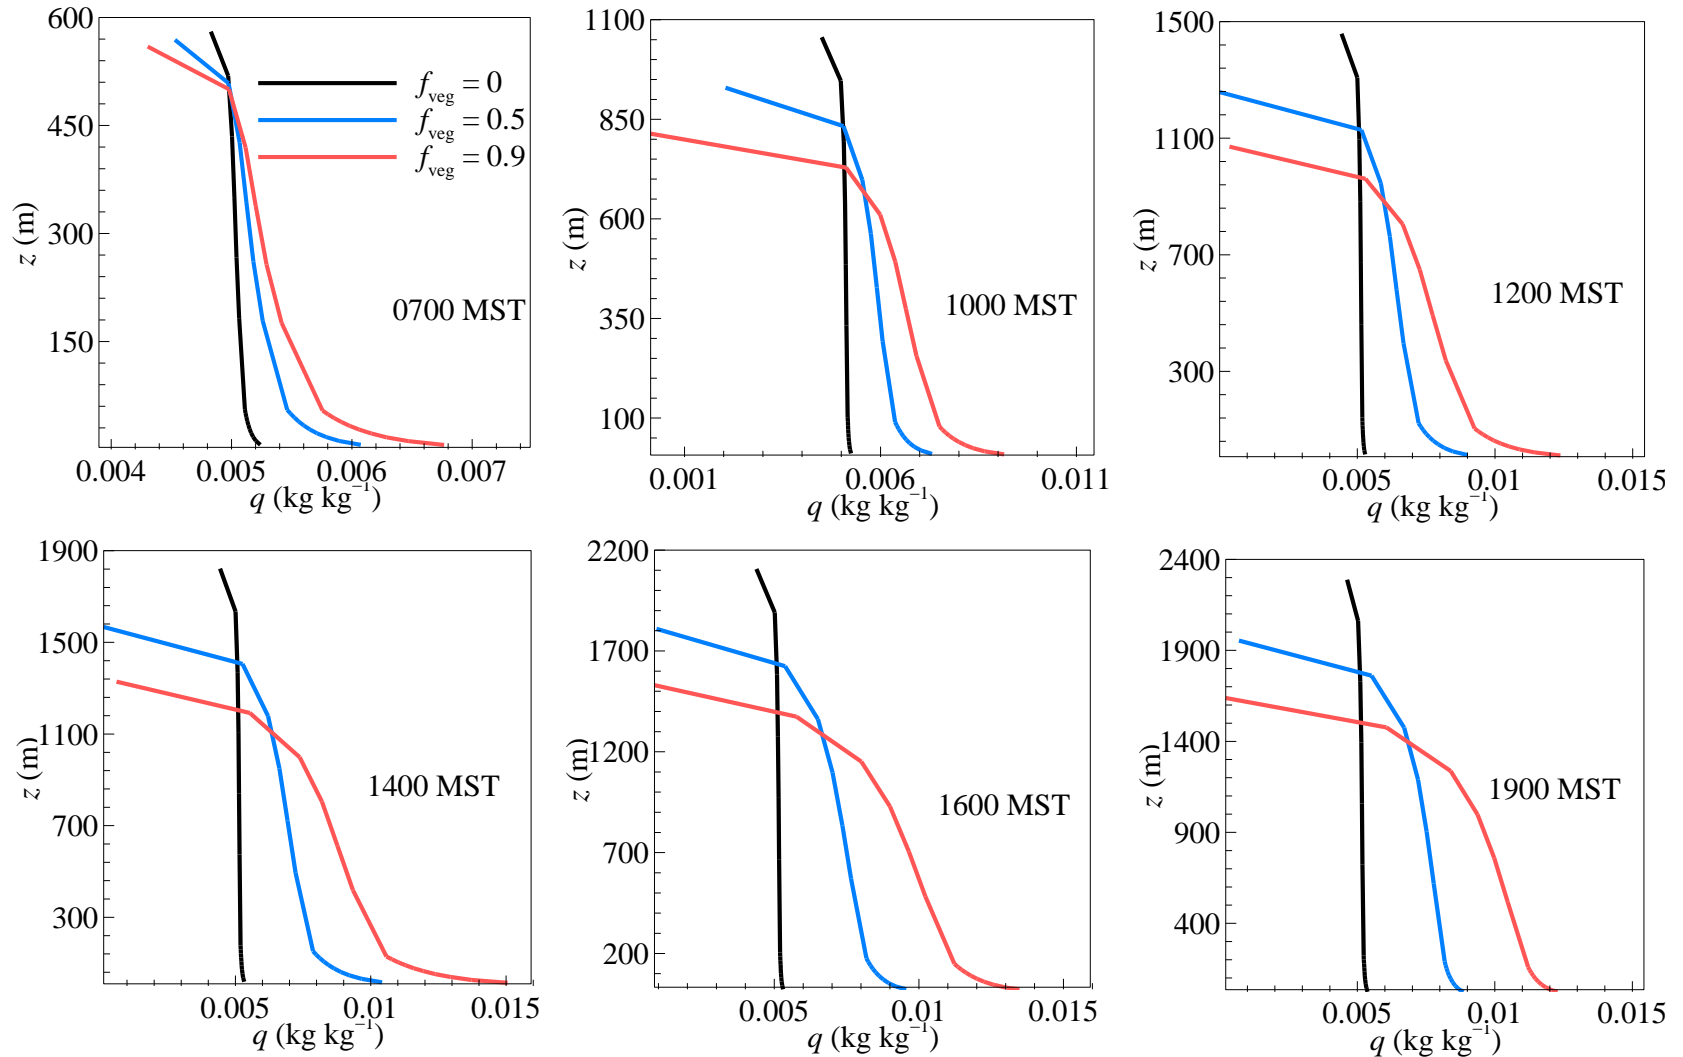 600
450
300
150
z (m)
f_veg = 0
f_veg = 0.5
f_veg = 0.9
0700 MST
0.004 0.005 0.006 0.007
q (kg kg⁻¹)
1100
850
600
350
100
z (m)
1000 MST
0.001 0.006 0.011
q (kg kg⁻¹)
1500
1100
700
300
z (m)
1200 MST
0.005 0.01 0.015
q (kg kg⁻¹)
1900
1500
1100
700
300
z (m)
1400 MST
0.005 0.01 0.015
q (kg kg⁻¹)
2200
1700
1200
700
200
z (m)
1600 MST
0.005 0.01 0.015
q (kg kg⁻¹)
2400
1900
1400
900
400
z (m)
1900 MST
0.005 0.01 0.015
q (kg kg⁻¹)